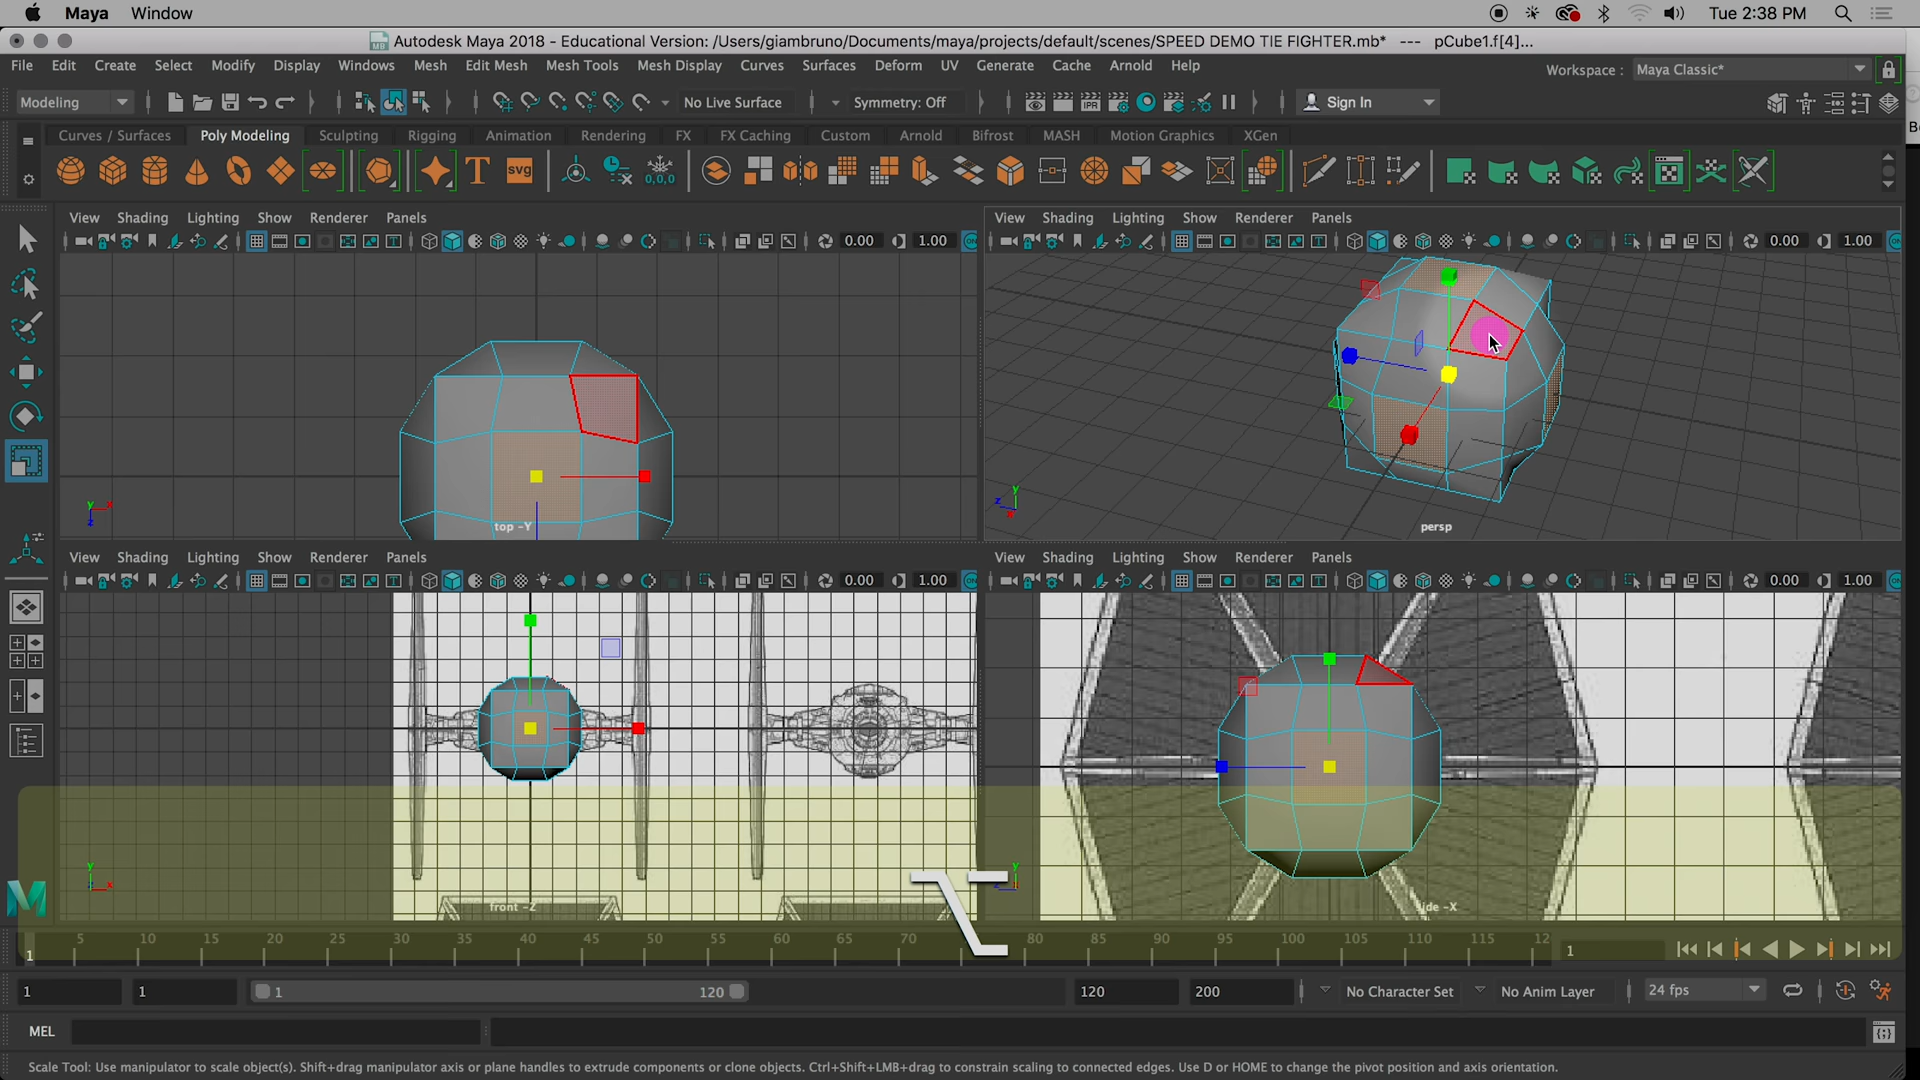 Maya Window
Tue 2:38 PM
Autodesk Maya 2018 - Educational Version: /Users/giambruno/Documents/maya/projects/default/scenes/SPEED DEMO TIE FIGHTER.mb* --- pCube1.f[4]...
File Edit Create Select Modify Display Windows Mesh Edit Mesh Mesh Tools Mesh Display Curves Surfaces Deform UV Generate Cache Arnold Help
Workspace : Maya Classic*
Modeling No Live Surface Symmetry: Off IPR Sign In
Curves / Surfaces Poly Modeling Sculpting Rigging Animation Rendering FX FX Caching Custom Arnold Bifrost MASH Motion Graphics XGen
T svg 0,0,0
View Shading Lighting Show Renderer Panels
View Shading Lighting Show Renderer Panels
0.00 1.00 ON
0.00 1.00
top -Y
persp
View Shading Lighting Show Renderer Panels
View Shading Lighting Show Renderer Panels
0.00 1.00 ON
0.00 1.00
front -Z
ide -X
M
5 10 15 20 25 30 35 40 45 50 55 60 65 70 80 85 90 95 100 105 110 115 12
1
1
1 1 1 120 120 200 No Character Set No Anim Layer 24 fps
MEL
Scale Tool: Use manipulator to scale object(s). Shift+drag manipulator axis or plane handles to extrude components or clone objects. Ctrl+Shift+LMB+drag to constrain scaling to connected edges. Use D or HOME to change the pivot position and axis orientation.